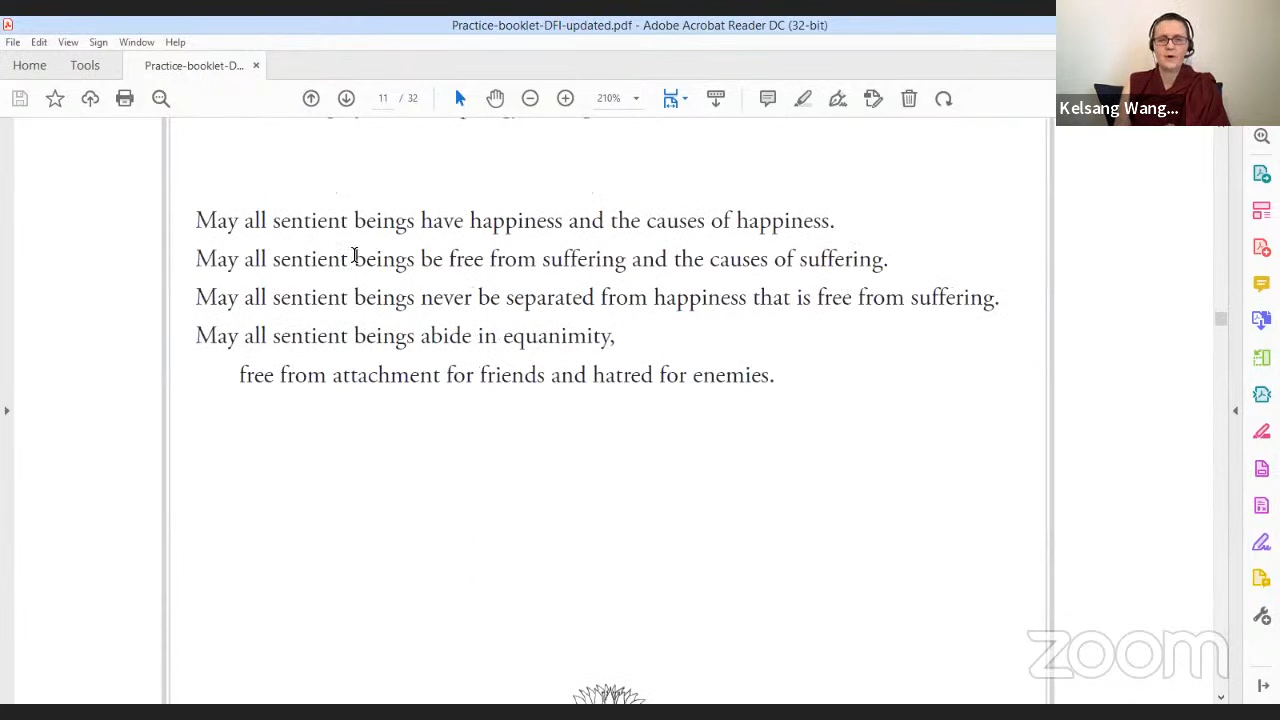 Practice-booklet-DFI-updated.pdf - Adobe Acrobat Reader DC (32-bit)
File Edit View Sign Window Help
Home Tools Practice-booklet-D... ×
11 / 32 210%
Kelsang Wang...
May all sentient beings have happiness and the causes of happiness.
May all sentient beings be free from suffering and the causes of suffering.
May all sentient beings never be separated from happiness that is free from suffering.
May all sentient beings abide in equanimity,
free from attachment for friends and hatred for enemies.
zoom